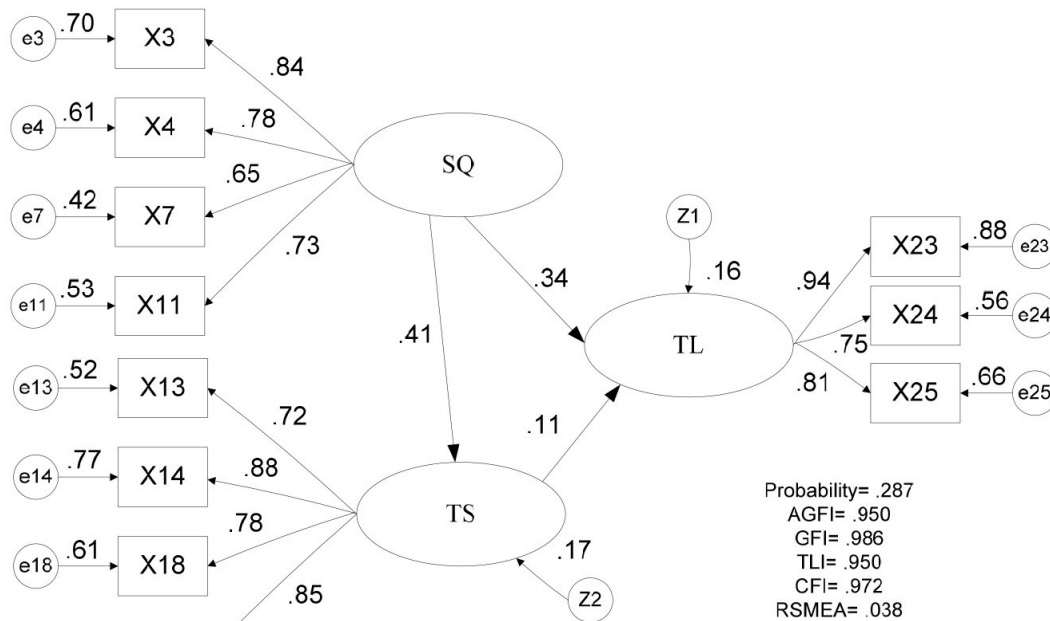 e3
.70
X3
.84
e4
.61
X4
.78
SQ
.65
e7
.42
X7
.73
Z1
.88
X23
e23
e11
.53
X11
.34
.16
.94
.56
X24
e24
.41
TL
.75
.81
.66
X25
e25
e13
.52
X13
.72
.11
e14
.77
X14
.88
TS
.78
e18
.61
X18
.17
.85
Z2
Probability= .287
AGFI= .950
GFI= .986
TLI= .950
CFI= .972
RSMEA= .038